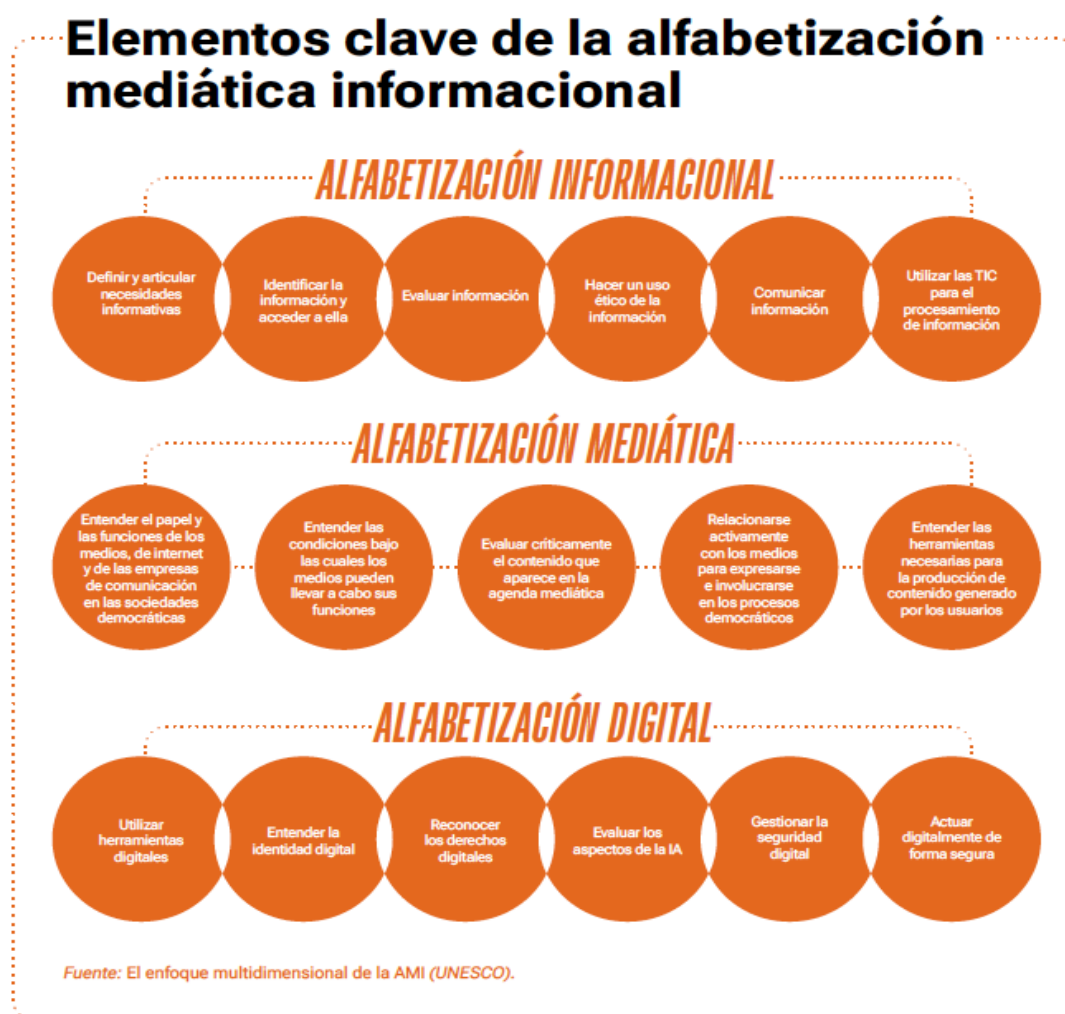 Elementos clave de la alfabetización
mediática informacional
ALFABETIZACIÓN INFORMACIONAL
Definir y articular
necesidades
informativas
Identificar la
información y
acceder a ella
Evaluar información
Hacer un uso
ético de la
información
Comunicar
información
Utilizar las TIC
para el
procesamiento
de información
ALFABETIZACIÓN MEDIÁTICA
Entender el papel y
las funciones de los
medios, de internet
y de las empresas
de comunicación
en las sociedades
democráticas
Entender las
condiciones bajo
las cuales los
medios pueden
llevar a cabo sus
funciones
Evaluar críticamente
el contenido que
aparece en la
agenda mediática
Relacionarse
activamente
con los medios
para expresarse
e involucrarse
en los procesos
democráticos
Entender las
herramientas
necesarias para
la producción de
contenido generado
por los usuarios
ALFABETIZACIÓN DIGITAL
Utilizar
herramientas
digitales
Entender la
identidad digital
Reconocer
los derechos
digitales
Evaluar los
aspectos de la IA
Gestionar la
seguridad
digital
Actuar
digitalmente de
forma segura
Fuente: El enfoque multidimensional de la AMI (UNESCO).